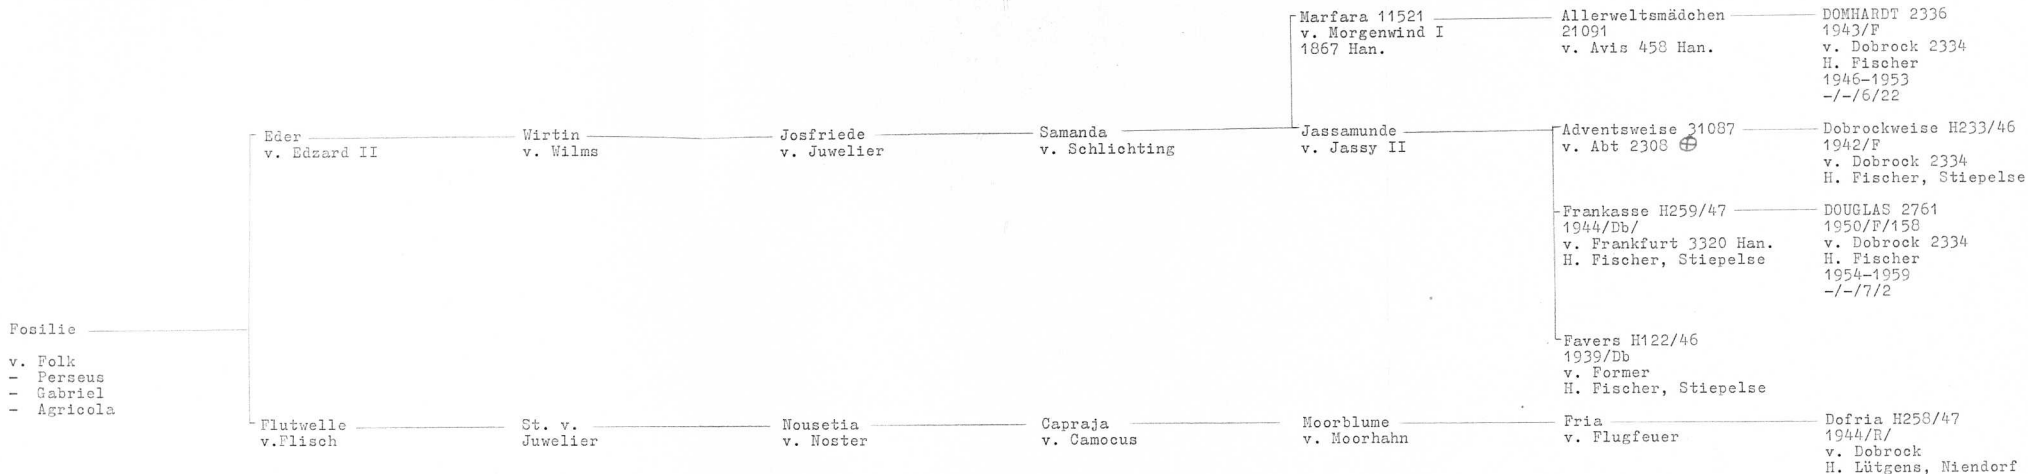 Marfara 11521
v. Morgenwind I
1867 Han.
Allerweltsmädchen
21091
v. Avis 458 Han.
DOMHARDT 2336
1943/F
v. Dobrock 2334
H. Fischer
1946-1953
-/-/6/22
Eder
v. Edzard II
Wirtin
v. Wilms
Josfriede
v. Juwelier
Samanda
v. Schlichting
Jassamunde
v. Jassy II
Adventsweise 31087
v. Abt 2308
Dobrockweise H233/46
1942/F
v. Dobrock 2334
H. Fischer, Stiepelse
Frankasse H259/47
1944/Db/
v. Frankfurt 3320 Han.
H. Fischer, Stiepelse
DOUGLAS 2761
1950/F/158
v. Dobrock 2334
H. Fischer
1954-1959
-/-/7/2
Fosilie
v. Folk
- Perseus
- Gabriel
- Agricola
Favers H122/46
1939/Db
v. Former
H. Fischer, Stiepelse
Flutwelle
v.Flisch
St. v.
Juwelier
Nousetia
v. Noster
Capraja
v. Camocus
Moorblume
v. Moorhahn
Fria
v. Flugfeuer
Dofria H258/47
1944/R/
v. Dobrock
H. Lütgens, Niendorf